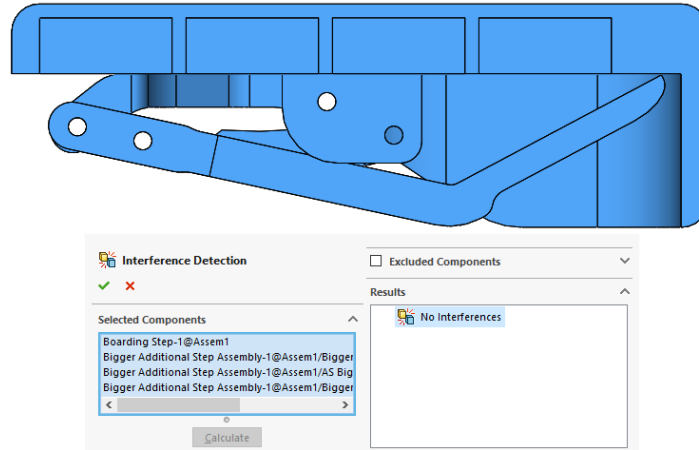 Interference Detection
Selected Components
Boarding Step-1@Assem1
Bigger Additional Step Assembly-1@Assem1/Bigger
Bigger Additional Step Assembly-1@Assem1/AS Big
Bigger Additional Step Assembly-1@Assem1/Bigger
Calculate
Excluded Components
Results
No Interferences